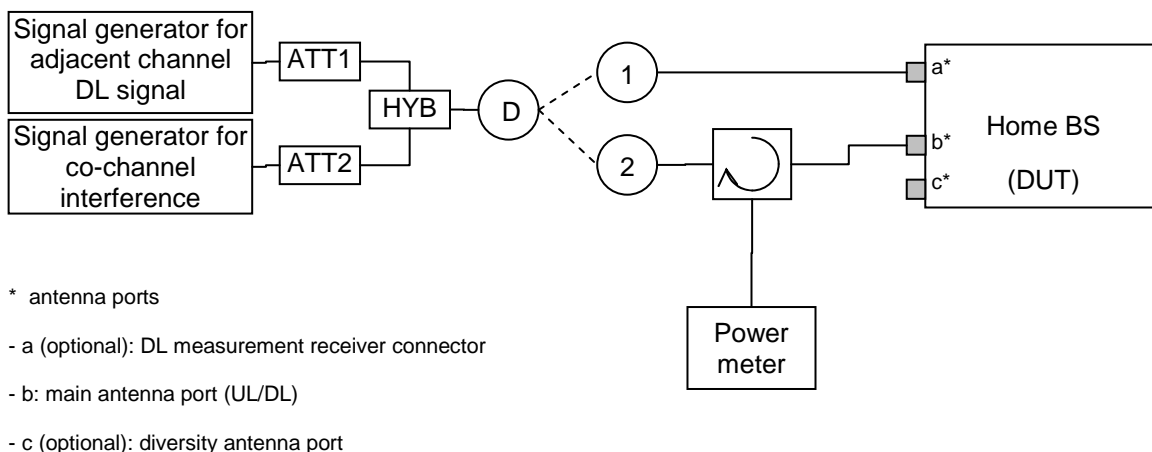 Signal generator for
adjacent channel
DL signal
ATT1
HYB
D
1
a*
Signal generator for
co-channel
interference
ATT2
2
b*
c*
Home BS
(DUT)
Power
meter
* antenna ports
- a (optional): DL measurement receiver connector
- b: main antenna port (UL/DL)
- c (optional): diversity antenna port